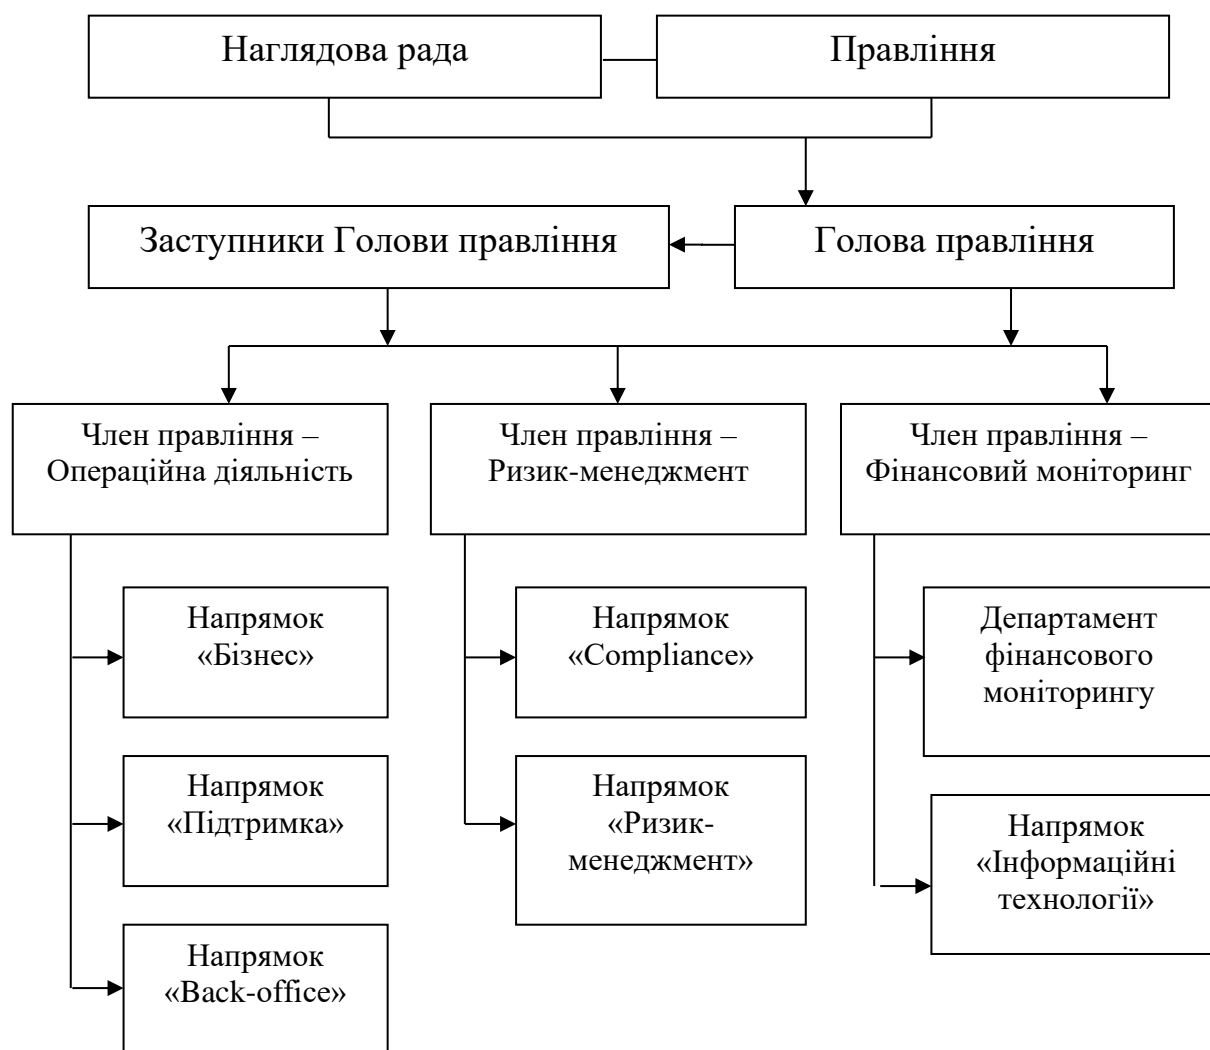 Наглядова рада
Правління
Заступники Голови правління
Голова правління
Член правління –
Операційна діяльність
Член правління –
Ризик-менеджмент
Член правління –
Фінансовий моніторинг
Напрямок
«Бізнес»
Напрямок
«Compliance»
Департамент
фінансового
моніторингу
Напрямок
«Підтримка»
Напрямок
«Ризик-
менеджмент»
Напрямок
«Інформаційні
технології»
Напрямок
«Back-office»